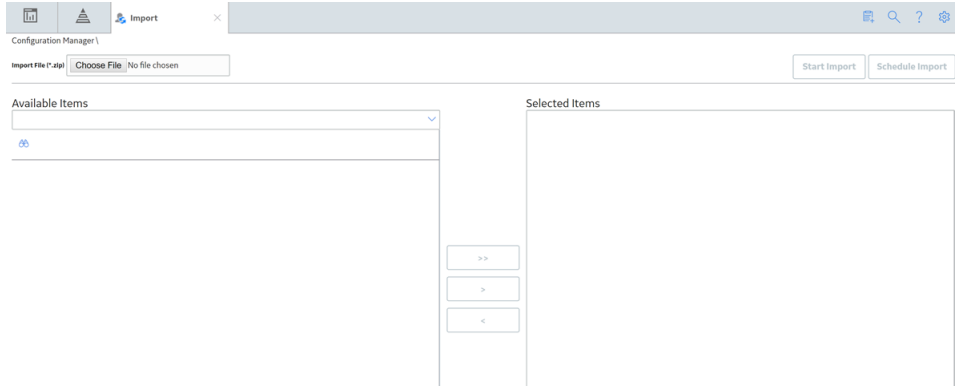 Import
Configuration Manager \
Import File (*.zip) Choose File No file chosen
Start Import Schedule Import
Available Items
Selected Items
>>
>
<